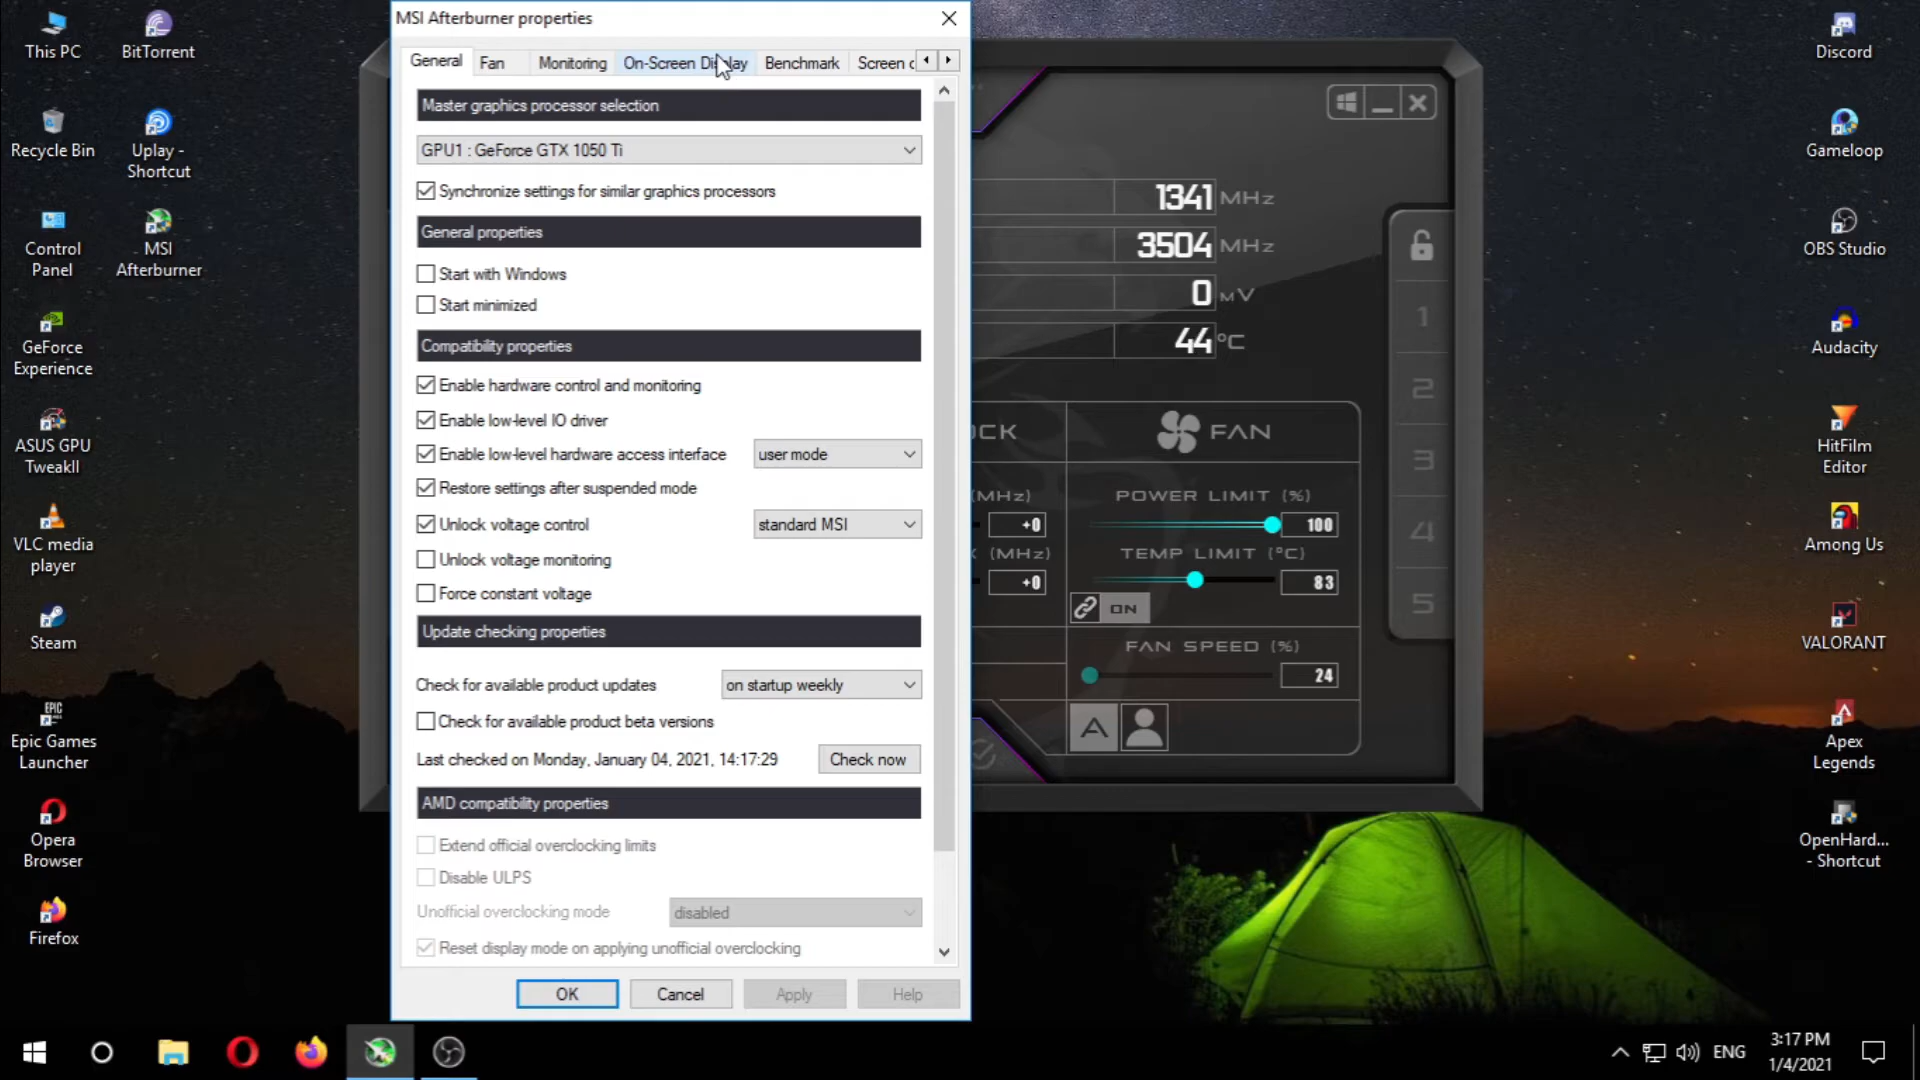 This PC
BitTorrent
Recycle Bin
Uplay -
Shortcut
Control
Panel
MSI
Afterburner
GeForce
Experience
ASUS GPU
TweakII
VLC media
player
Steam
EPIC
GAMES
Epic Games
Launcher
Opera
Browser
Firefox
MSI Afterburner properties
General
Fan
Monitoring
On-Screen Display
Benchmark
Screen c
Master graphics processor selection
GPU1 : GeForce GTX 1050 Ti
Synchronize settings for similar graphics processors
General properties
Start with Windows
Start minimized
Compatibility properties
Enable hardware control and monitoring
Enable low-level IO driver
Enable low-level hardware access interface
user mode
Restore settings after suspended mode
Unlock voltage control
standard MSI
Unlock voltage monitoring
Force constant voltage
Update checking properties
Check for available product updates
on startup weekly
Check for available product beta versions
Last checked on Monday, January 04, 2021, 14:17:29
Check now
AMD compatibility properties
Extend official overclocking limits
Disable ULPS
Unofficial overclocking mode
disabled
Reset display mode on applying unofficial overclocking
OK
Cancel
Apply
Help
1341 MHz
3504 MHz
0 MV
44 °C
OCK
FAN
(MHz)
+0
POWER LIMIT (%)
100
K (MHz)
+0
TEMP LIMIT (°C)
83
ON
FAN SPEED (%)
24
A
1
2
3
4
5
Discord
Gameloop
OBS Studio
Audacity
HitFilm
Editor
Among Us
VALORANT
Apex
Legends
OpenHard...
- Shortcut
ENG
3:17 PM
1/4/2021